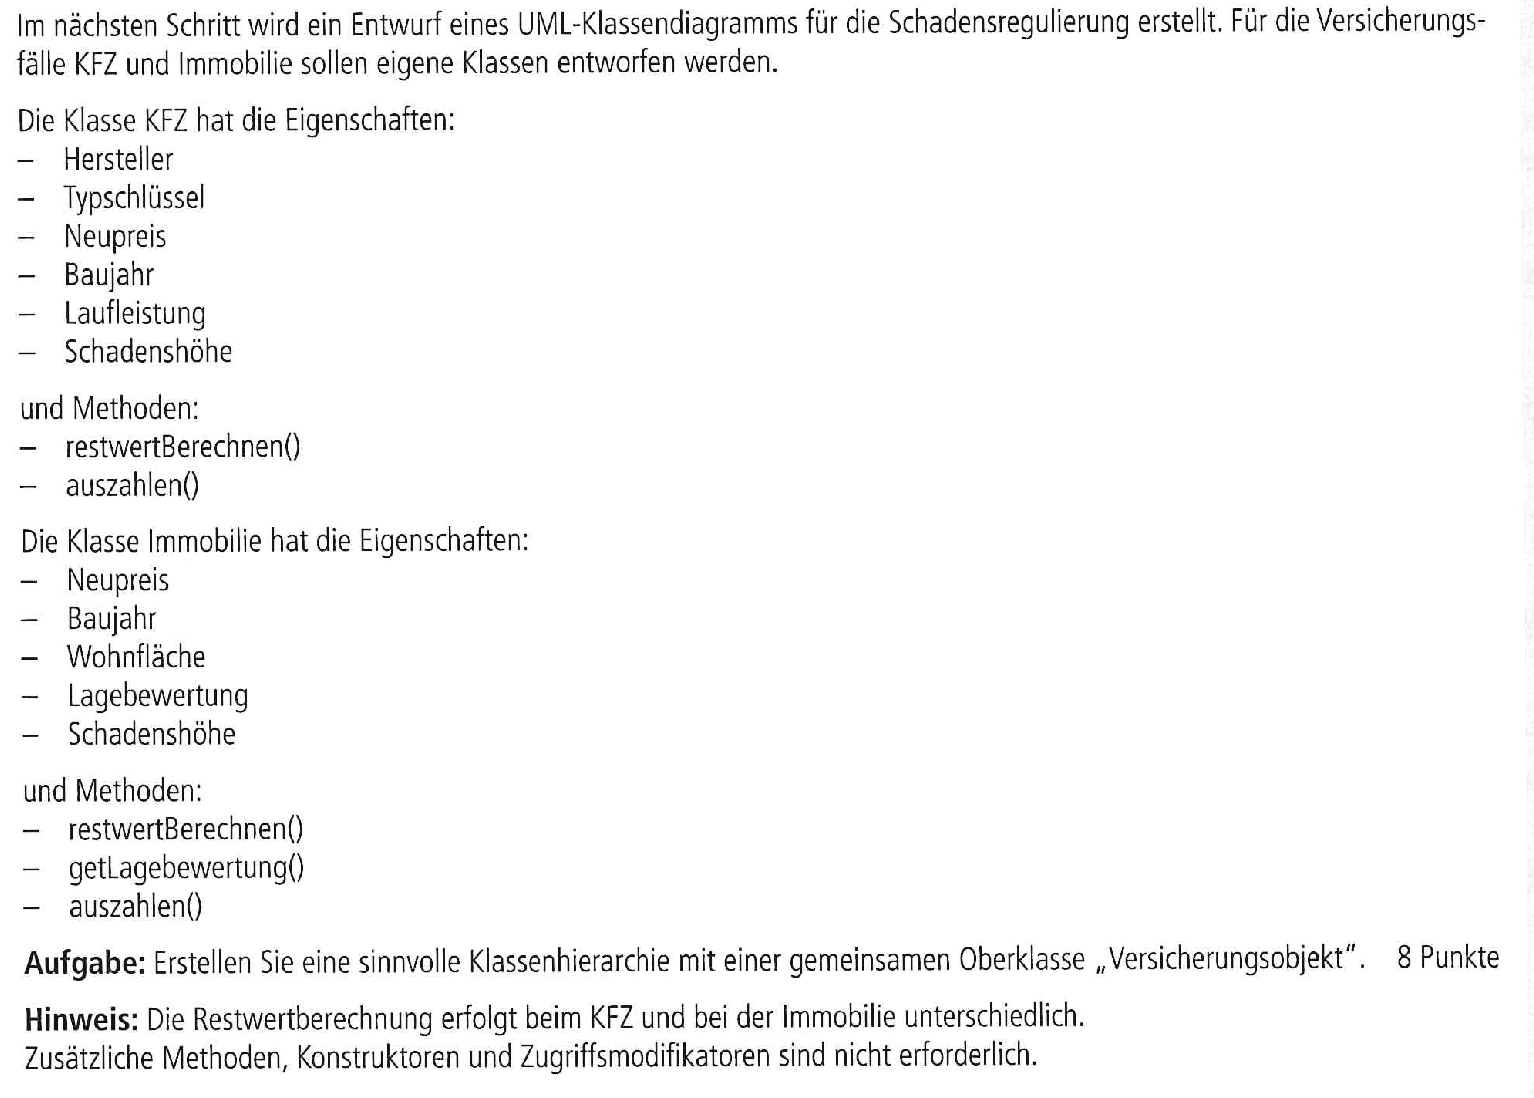 Im nächsten Schritt wird ein Entwurf eines UML-Klassendiagramms für die Schadensregulierung erstellt. Für die Versicherungs-
fälle KFZ und Immobilie sollen eigene Klassen entworfen werden.
Die Klasse KFZ hat die Eigenschaften:
– Hersteller
– Typschlüssel
– Neupreis
– Baujahr
– Laufleistung
– Schadenshöhe
und Methoden:
– restwertBerechnen()
– auszahlen()
Die Klasse Immobilie hat die Eigenschaften:
– Neupreis
– Baujahr
– Wohnfläche
– Lagebewertung
– Schadenshöhe
und Methoden:
– restwertBerechnen()
– getLagebewertung()
– auszahlen()
Aufgabe: Erstellen Sie eine sinnvolle Klassenhierarchie mit einer gemeinsamen Oberklasse „Versicherungsobjekt“. 8 Punkte
Hinweis: Die Restwertberechnung erfolgt beim KFZ und bei der Immobilie unterschiedlich.
Zusätzliche Methoden, Konstruktoren und Zugriffsmodifikatoren sind nicht erforderlich.